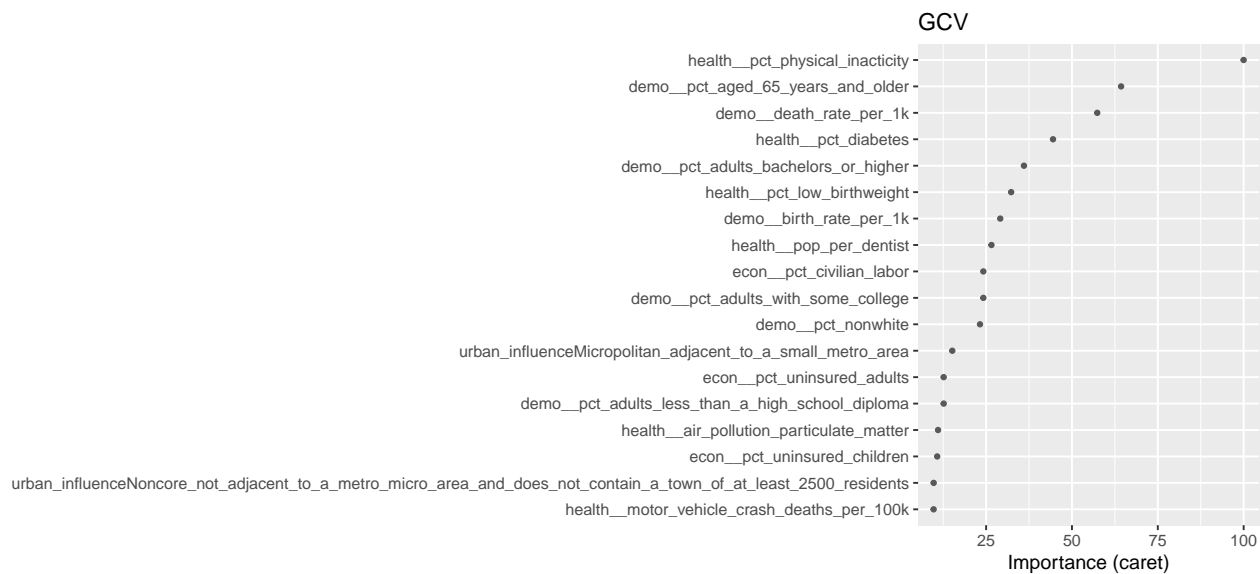 GCV
health__pct_physical_inacticity
demo__pct_aged_65_years_and_older
demo__death_rate_per_1k
health__pct_diabetes
demo__pct_adults_bachelors_or_higher
health__pct_low_birthweight
demo__birth_rate_per_1k
health__pop_per_dentist
econ__pct_civilian_labor
demo__pct_adults_with_some_college
demo__pct_nonwhite
urban_influenceMicropolitan_adjacent_to_a_small_metro_area
econ__pct_uninsured_adults
demo__pct_adults_less_than_a_high_school_diploma
health__air_pollution_particulate_matter
econ__pct_uninsured_children
urban_influenceNoncore_not_adjacent_to_a_metro_micro_area_and_does_not_contain_a_town_of_at_least_2500_residents
health__motor_vehicle_crash_deaths_per_100k
25 50 75 100
Importance (caret)